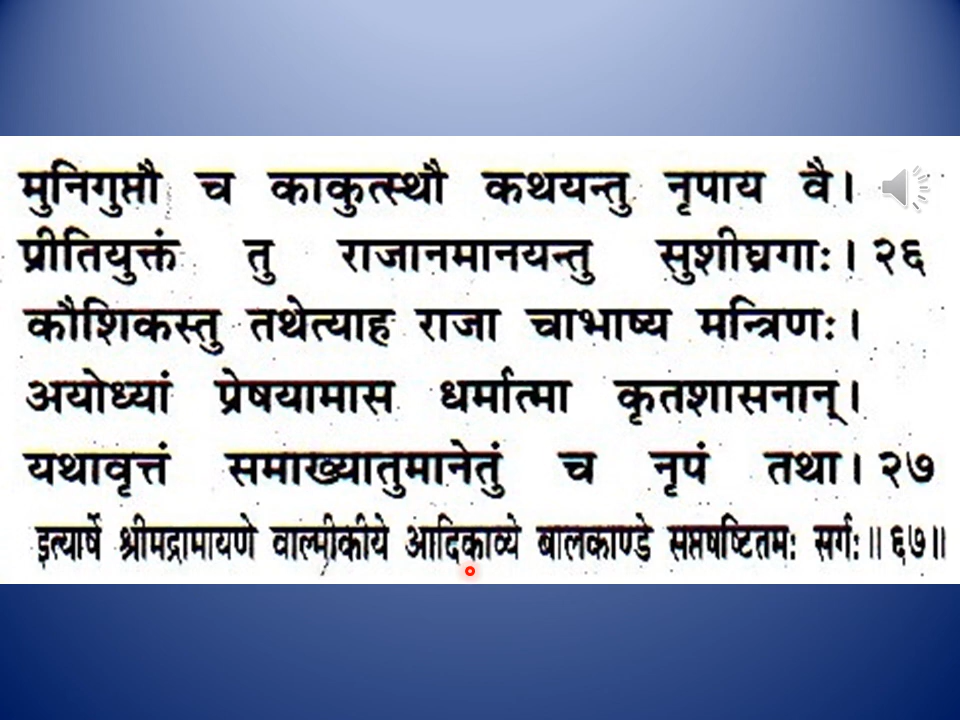 मुनिगुप्तौ च काकुत्स्थौ कथयन्तु नृपाय वै।
प्रीतियुक्तं तु राजानमानयन्तु सुशीघ्रगाः। २६
कौशिकस्तु तथेत्याह राजा चाभाष्य मन्त्रिणः।
अयोध्यां प्रेषयामास धर्मात्मा कृतशासनान्।
यथावृत्तं समाख्यातुमानेतुं च नृपं तथा। २७
इत्यार्षे श्रीमद्रामायणे वाल्मीकीये आदिकाव्ये बालकाण्डे सप्तषष्टितमः सर्गः॥ ६७॥